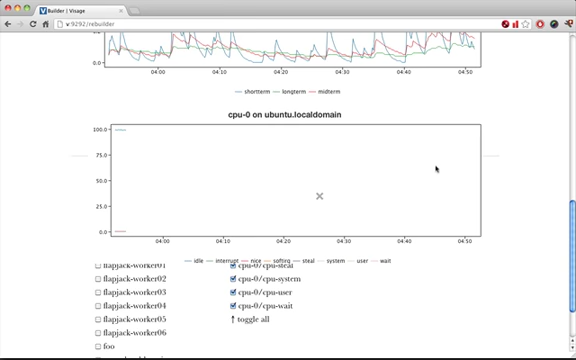 Builder | Visage
v:9292/rebuilder
0.0
04:00 04:10 04:20 04:30 04:40 04:50
shortterm longterm midterm
cpu-0 on ubuntu.localdomain
100.0
75.0
50.0
25.0
0.0
04:00 04:10 04:20 04:30 04:40 04:50
idle interrupt nice softirq steal system user wait
flapjack-worker01 cpu-0/cpu-steal
flapjack-worker02 cpu-0/cpu-system
flapjack-worker03 cpu-0/cpu-user
flapjack-worker04 cpu-0/cpu-wait
flapjack-worker05 ↑ toggle all
flapjack-worker06
foo